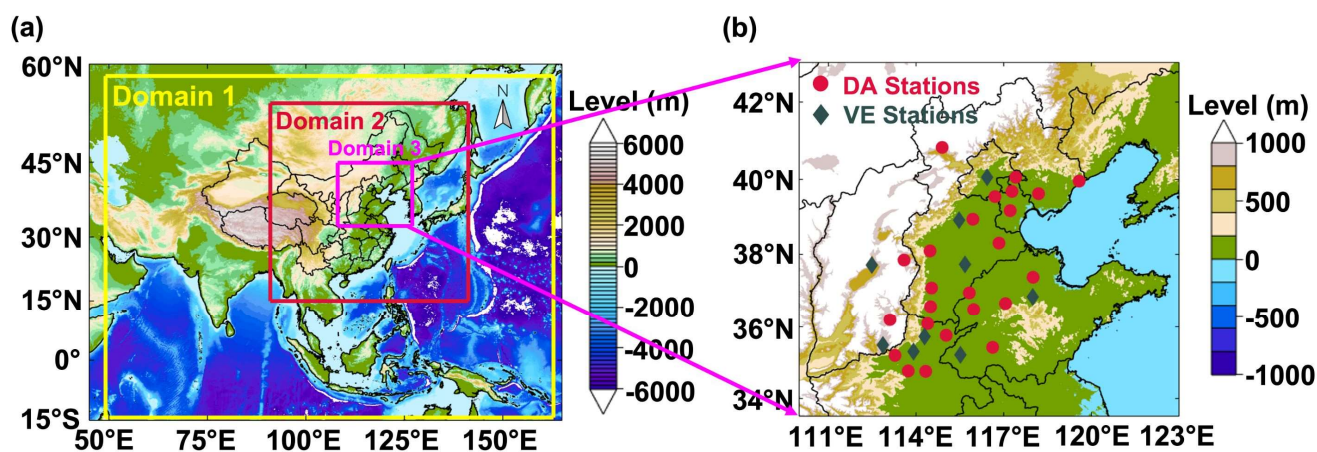 (a)
60°N
45°N
30°N
15°N
0°
15°S
50°E
75°E
100°E
125°E
150°E
Domain 1
Domain 2
Domain 3
N
Level (m)
6000
4000
2000
0
-2000
-4000
-6000
(b)
DA Stations
VE Stations
42°N
40°N
38°N
36°N
34°N
111°E
114°E
117°E
120°E
123°E
Level (m)
1000
500
0
-500
-1000